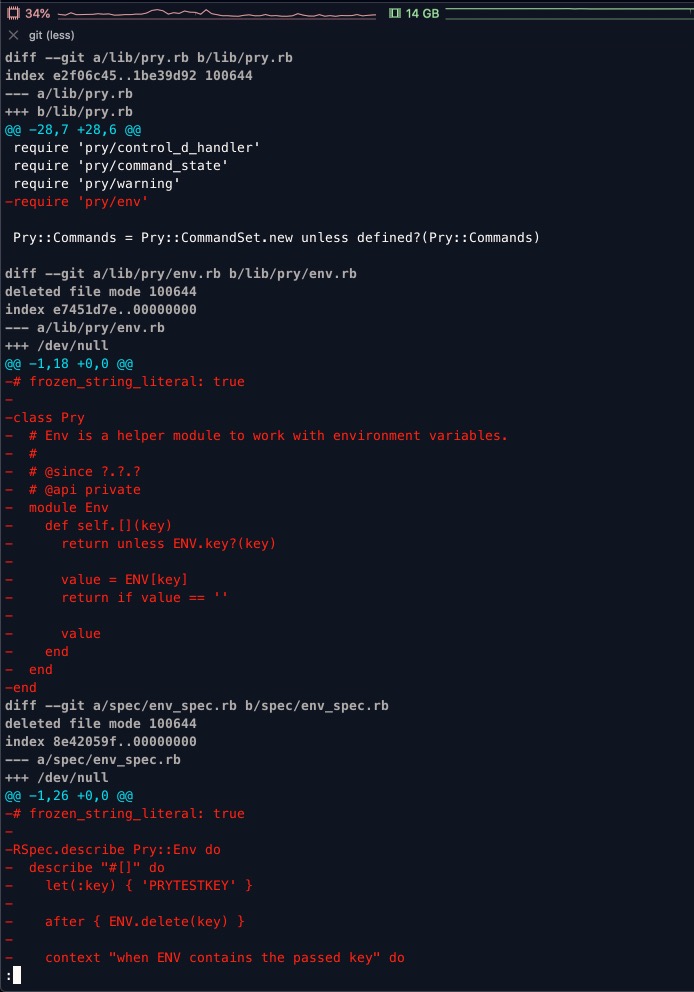 34% 14 GB
git (less)
diff --git a/lib/pry.rb b/lib/pry.rb
index e2f06c45..1be39d92 100644
--- a/lib/pry.rb
+++ b/lib/pry.rb
@@ -28,7 +28,6 @@
 require 'pry/control_d_handler'
 require 'pry/command_state'
 require 'pry/warning'
-require 'pry/env'

 Pry::Commands = Pry::CommandSet.new unless defined?(Pry::Commands)

diff --git a/lib/pry/env.rb b/lib/pry/env.rb
deleted file mode 100644
index e7451d7e..00000000
--- a/lib/pry/env.rb
+++ /dev/null
@@ -1,18 +0,0 @@
-# frozen_string_literal: true
-
-class Pry
-  # Env is a helper module to work with environment variables.
-  #
-  # @since ?.?.?
-  # @api private
-  module Env
-    def self.[](key)
-      return unless ENV.key?(key)
-
-      value = ENV[key]
-      return if value == ''
-
-      value
-    end
-  end
-end
diff --git a/spec/env_spec.rb b/spec/env_spec.rb
deleted file mode 100644
index 8e42059f..00000000
--- a/spec/env_spec.rb
+++ /dev/null
@@ -1,26 +0,0 @@
-# frozen_string_literal: true
-
-RSpec.describe Pry::Env do
-  describe "#[]" do
-    let(:key) { 'PRYTESTKEY' }
-
-    after { ENV.delete(key) }
-
-    context "when ENV contains the passed key" do
: